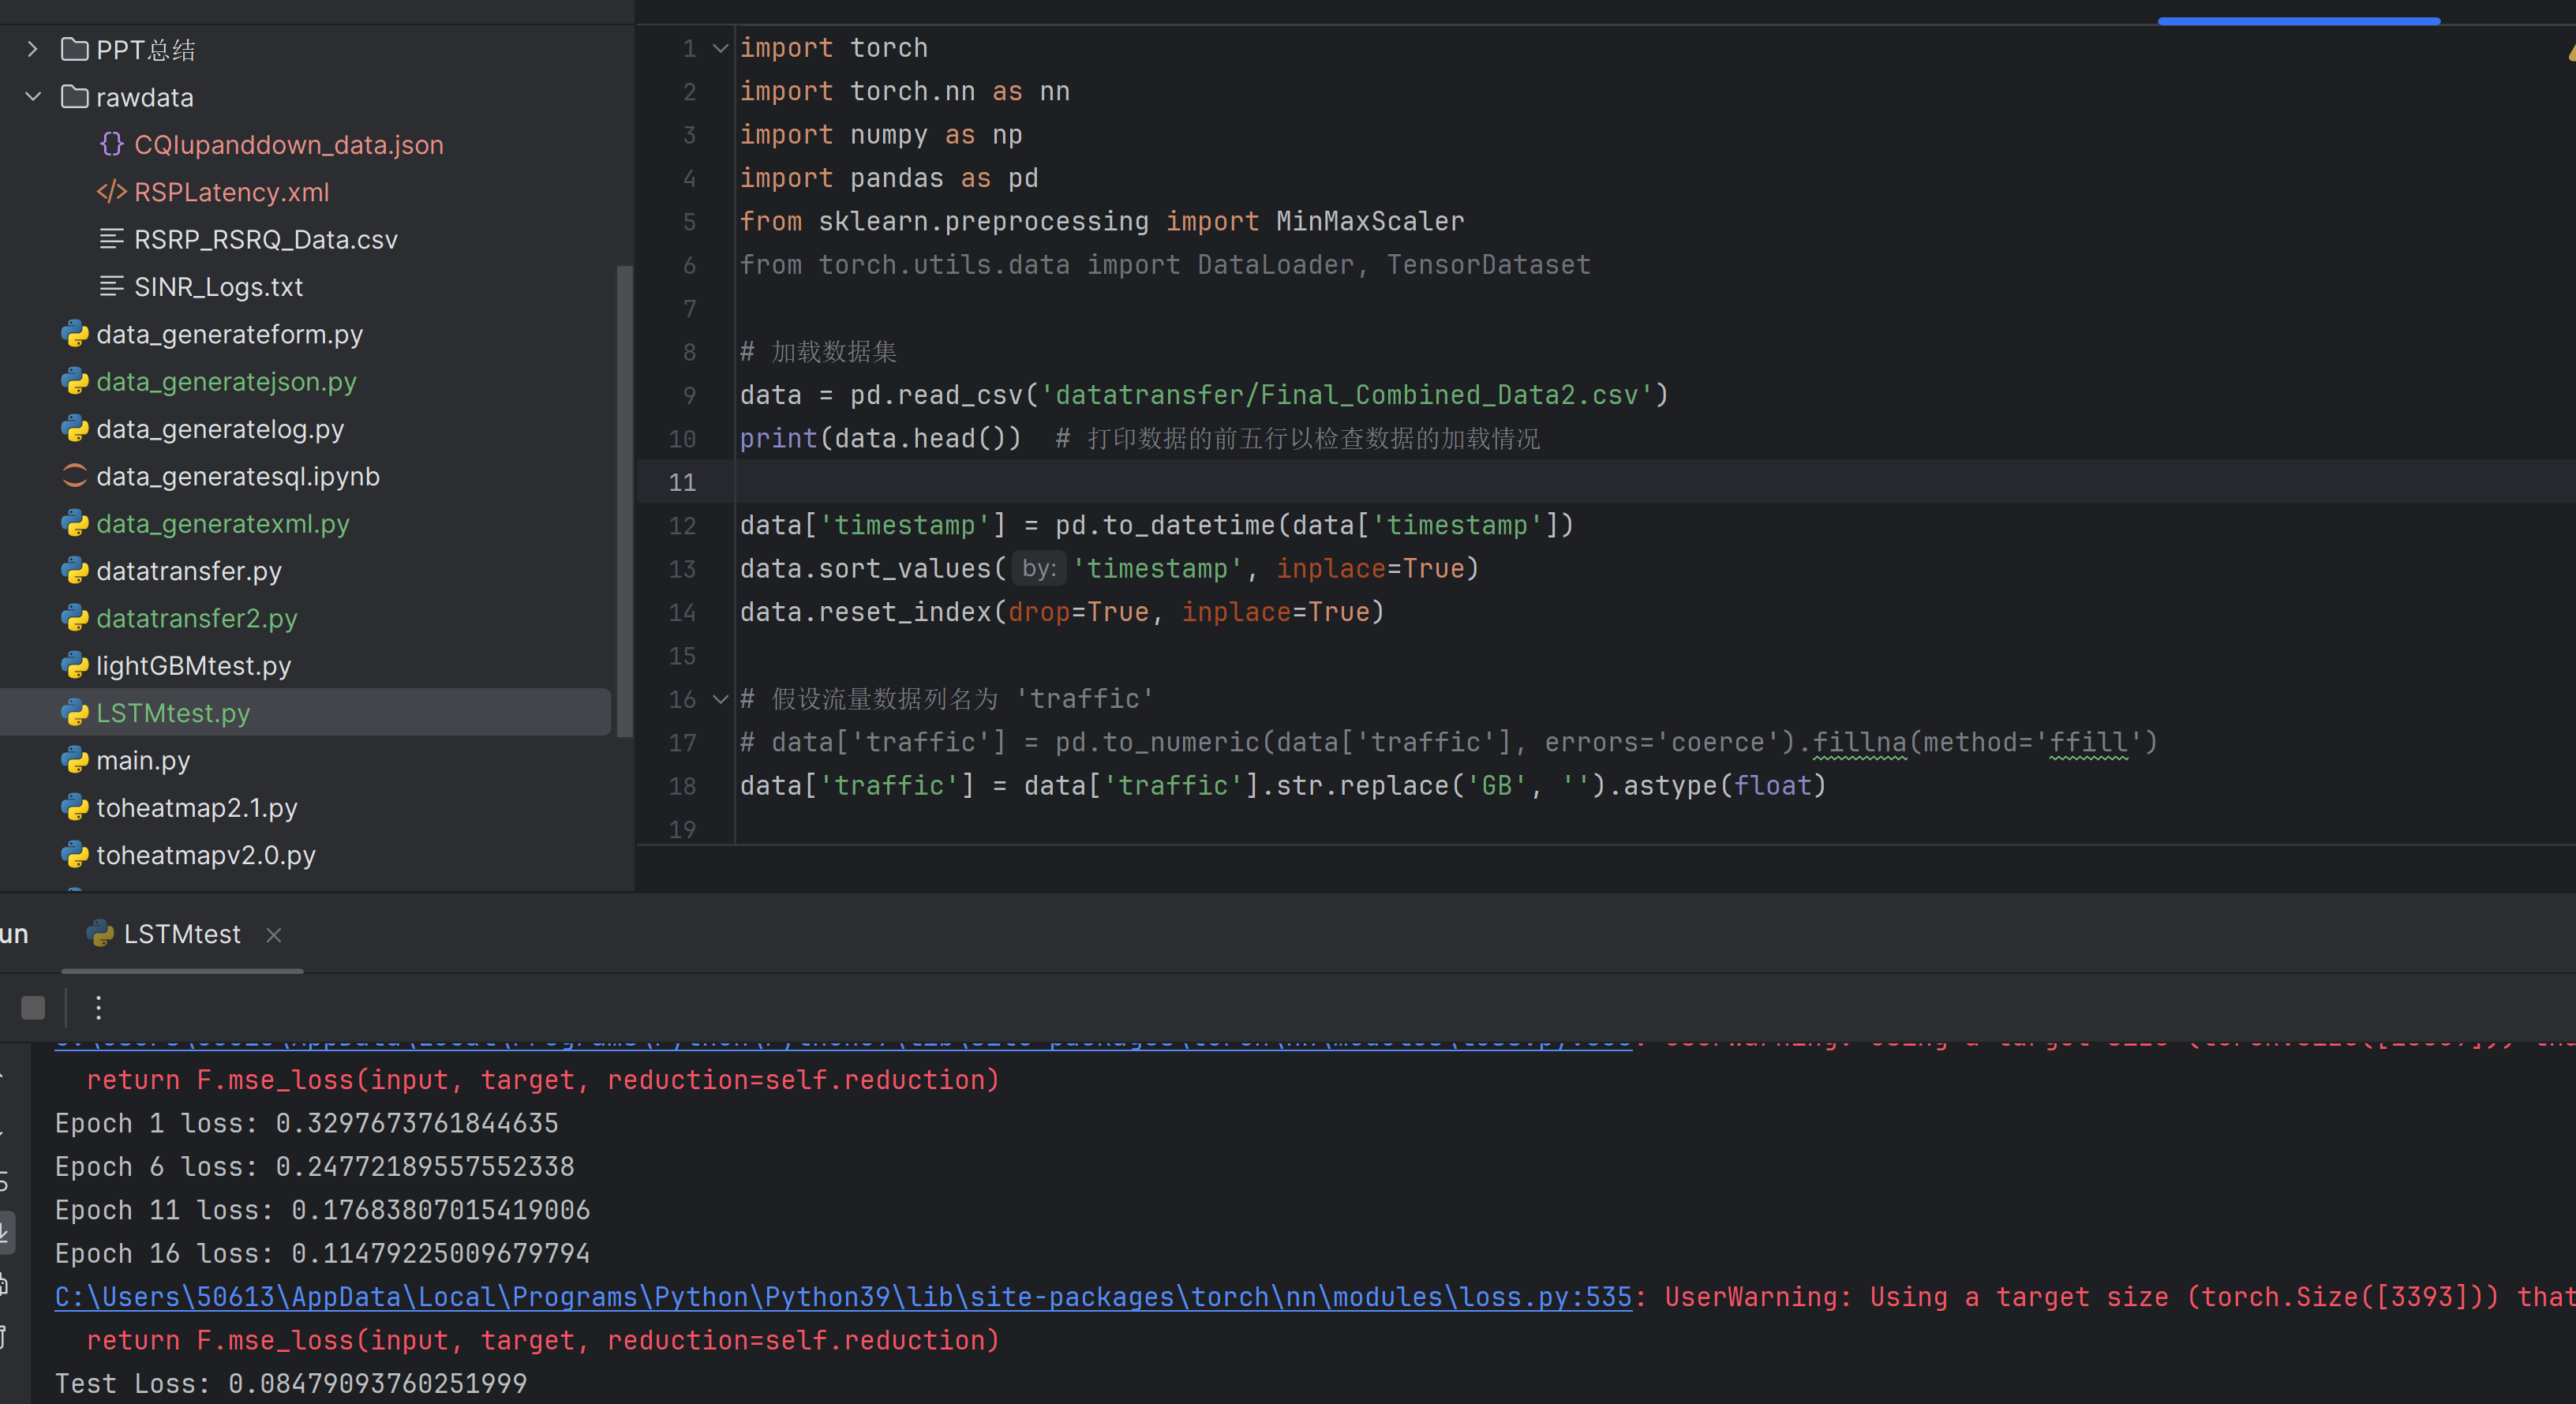 PPT总结
rawdata
CQIupanddown_data.json
RSPLatency.xml
RSRP_RSRQ_Data.csv
SINR_Logs.txt
data_generateform.py
data_generatejson.py
data_generatelog.py
data_generatesql.ipynb
data_generatexml.py
datatransfer.py
datatransfer2.py
lightGBMtest.py
LSTMtest.py
main.py
toheatmap2.1.py
toheatmapv2.0.py
1 import torch
2 import torch.nn as nn
3 import numpy as np
4 import pandas as pd
5 from sklearn.preprocessing import MinMaxScaler
6 from torch.utils.data import DataLoader, TensorDataset
7
8 # 加载数据集
9 data = pd.read_csv('datatransfer/Final_Combined_Data2.csv')
10 print(data.head())  # 打印数据的前五行以检查数据的加载情况
11
12 data['timestamp'] = pd.to_datetime(data['timestamp'])
13 data.sort_values( by: 'timestamp', inplace=True)
14 data.reset_index(drop=True, inplace=True)
15
16 # 假设流量数据列名为 'traffic'
17 # data['traffic'] = pd.to_numeric(data['traffic'], errors='coerce').fillna(method='ffill')
18 data['traffic'] = data['traffic'].str.replace('GB', '').astype(float)
19
un LSTMtest
return F.mse_loss(input, target, reduction=self.reduction)
Epoch 1 loss: 0.3297673761844635
Epoch 6 loss: 0.24772189557552338
Epoch 11 loss: 0.17683807015419006
Epoch 16 loss: 0.11479225009679794
C:\Users\50613\AppData\Local\Programs\Python\Python39\lib\site-packages\torch\nn\modules\loss.py:535: UserWarning: Using a target size (torch.Size([3393])) that
return F.mse_loss(input, target, reduction=self.reduction)
Test Loss: 0.08479093760251999